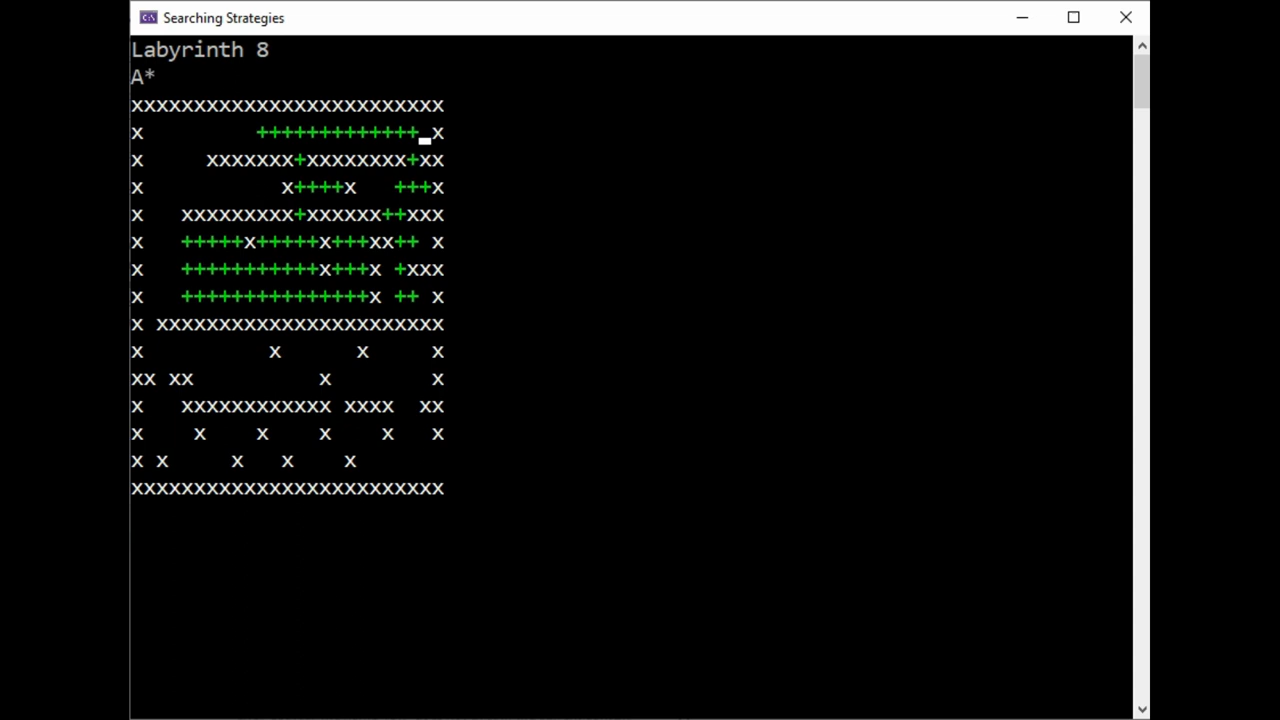 Searching Strategies
Labyrinth 8
A*
xxxxxxxxxxxxxxxxxxxxxxxxx
x         +++++++++++++ x
x     xxxxxxx+xxxxxxxx+xx
x           x++++x   +++x
x   xxxxxxxxx+xxxxxx++xxx
x   +++++x+++++x+++xx++ x
x   +++++++++++x+++x +xxx
x   +++++++++++++++x ++ x
x xxxxxxxxxxxxxxxxxxxxxxx
x          x      x     x
xx xx          x        x
x   xxxxxxxxxxxx xxxx  xx
x    x    x    x    x   x
x x     x   x    x
xxxxxxxxxxxxxxxxxxxxxxxxx